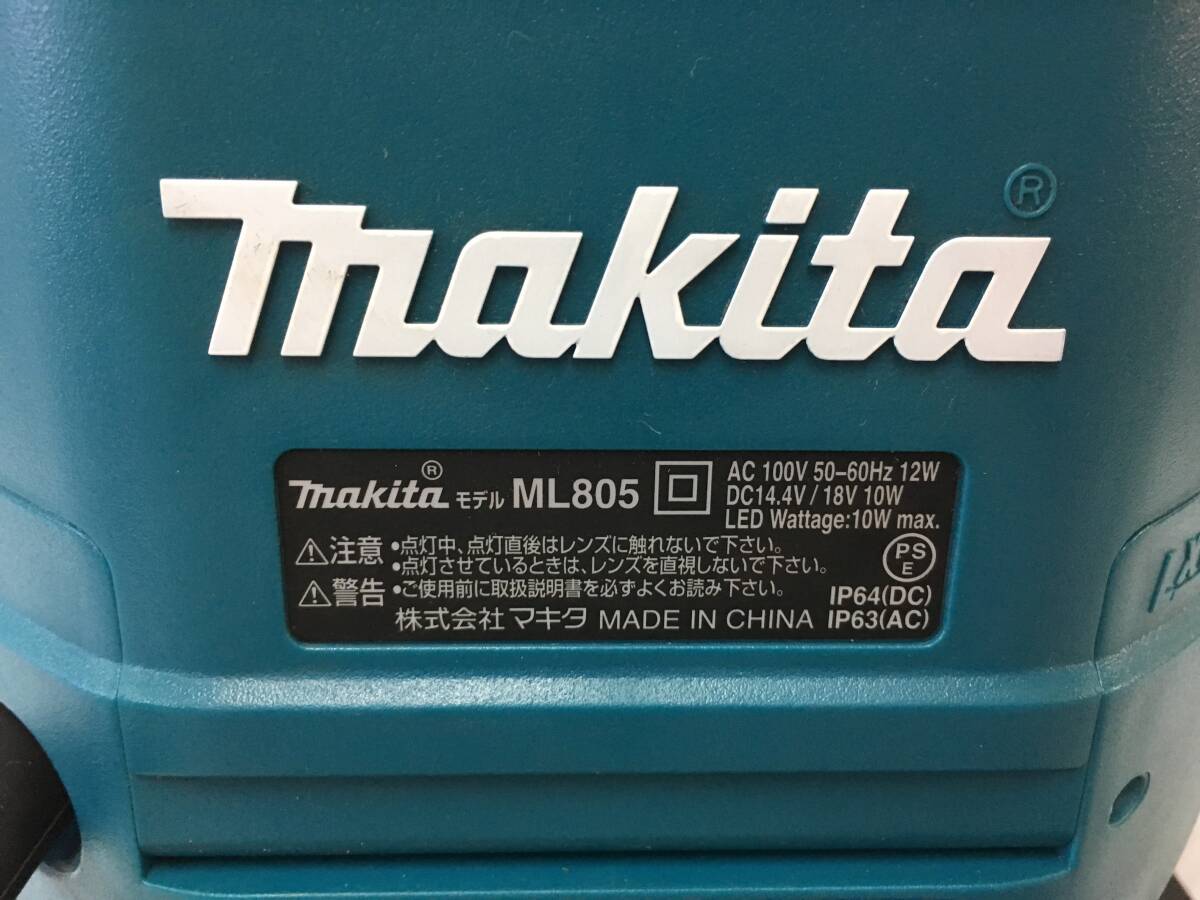 makita®
makita® モデル ML805
AC 100V 50–60Hz 12W
DC14.4V / 18V 10W
LED Wattage:10W max.
注意 •点灯中、点灯直後はレンズに触れないで下さい。
•点灯させているときは、レンズを直視しないで下さい。
警告 •ご使用前に取扱説明書を必ずよくお読み下さい。
PS
E
IP64(DC)
株式会社 マキタ MADE IN CHINA IP63(AC)